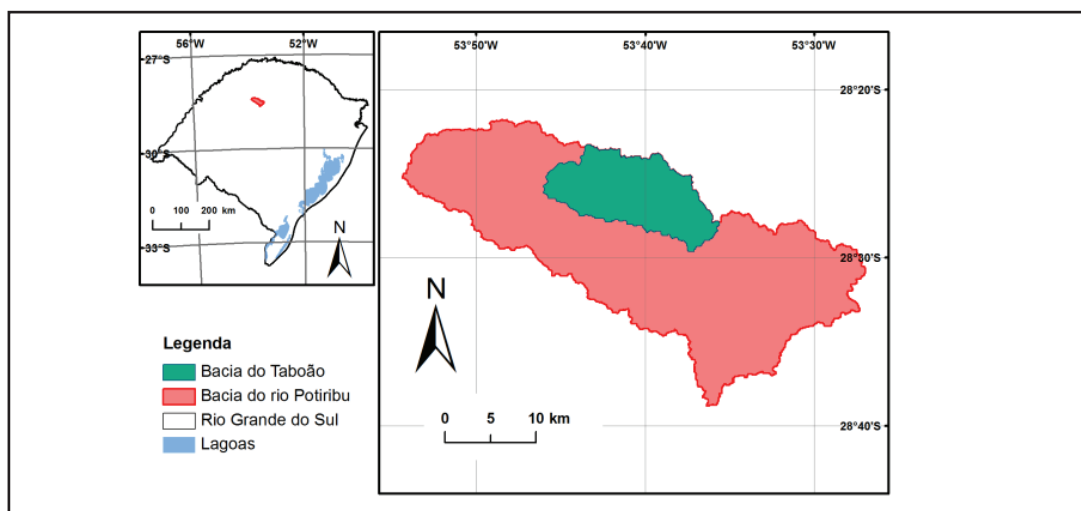 56°W 52°W
27°S
30°S
33°S
0 100 200 km
N
53°50'W 53°40'W 53°30'W
28°20'S
28°30'S
28°40'S
N
0 5 10 km
Legenda
Bacia do Taboão
Bacia do rio Potiribu
Rio Grande do Sul
Lagoas